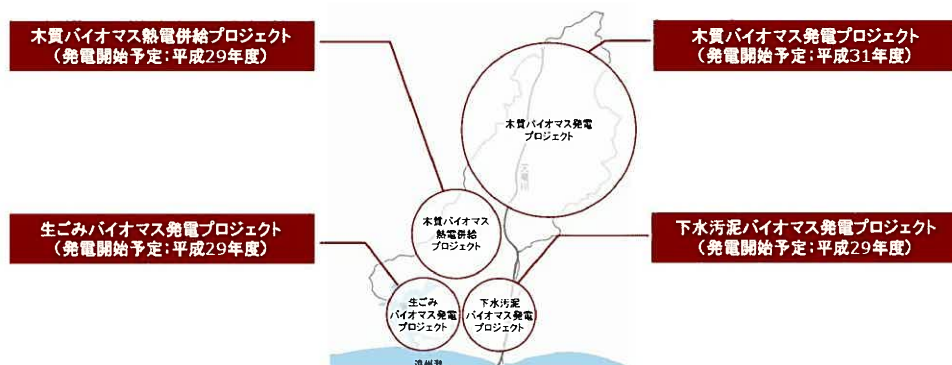 木質バイオマス熱電併給プロジェクト
(発電開始予定:平成29年度)
木質バイオマス発電プロジェクト
(発電開始予定:平成31年度)
木質バイオマス発電
プロジェクト
天竜川
木質バイオマス
熱電併給
プロジェクト
生ごみバイオマス発電プロジェクト
(発電開始予定:平成29年度)
下水汚泥バイオマス発電プロジェクト
(発電開始予定:平成29年度)
生ごみ
バイオマス発電
プロジェクト
下水汚泥
バイオマス発電
プロジェクト
遠州灘